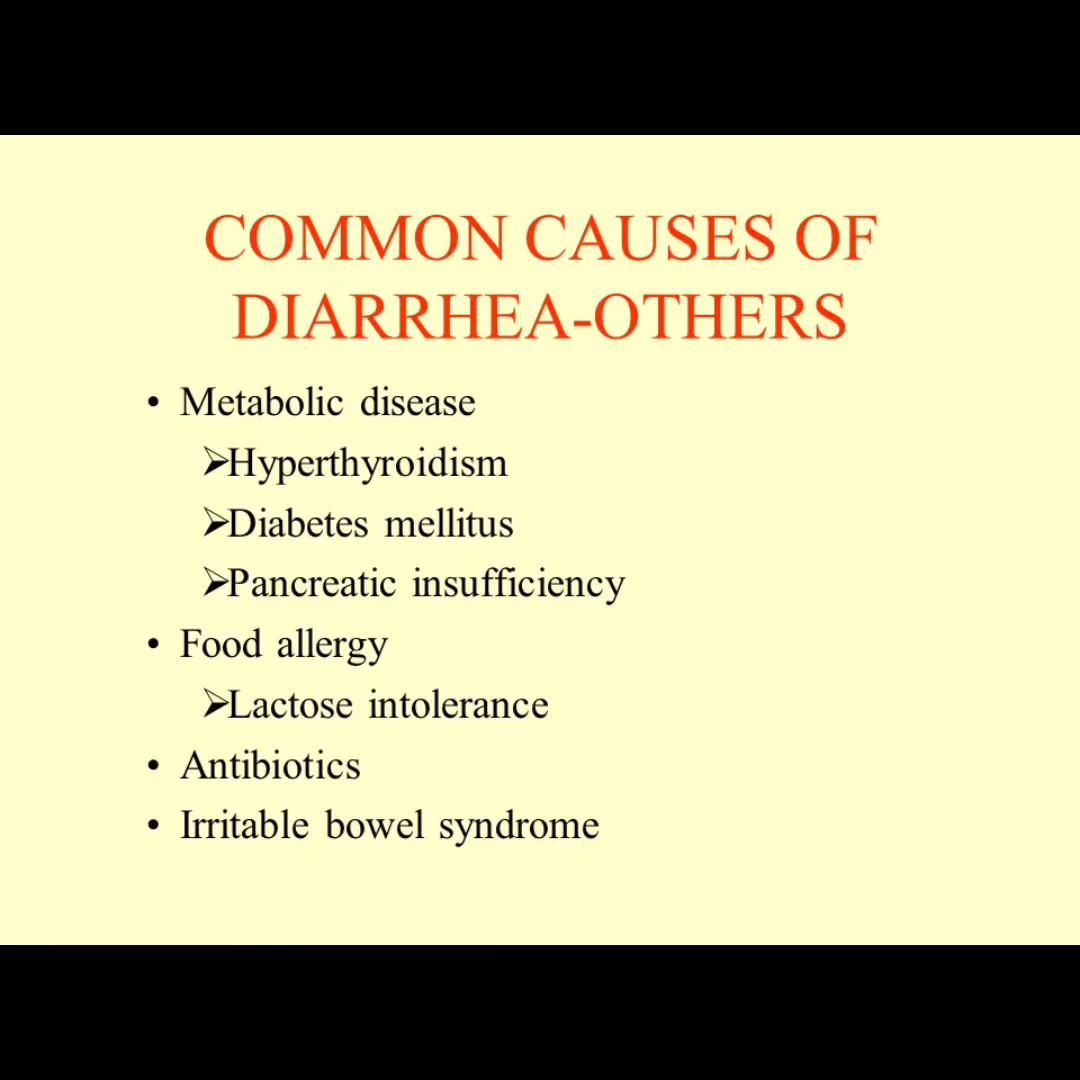 COMMON CAUSES OF
DIARRHEA-OTHERS
• Metabolic disease
➢Hyperthyroidism
➢Diabetes mellitus
➢Pancreatic insufficiency
• Food allergy
➢Lactose intolerance
• Antibiotics
• Irritable bowel syndrome